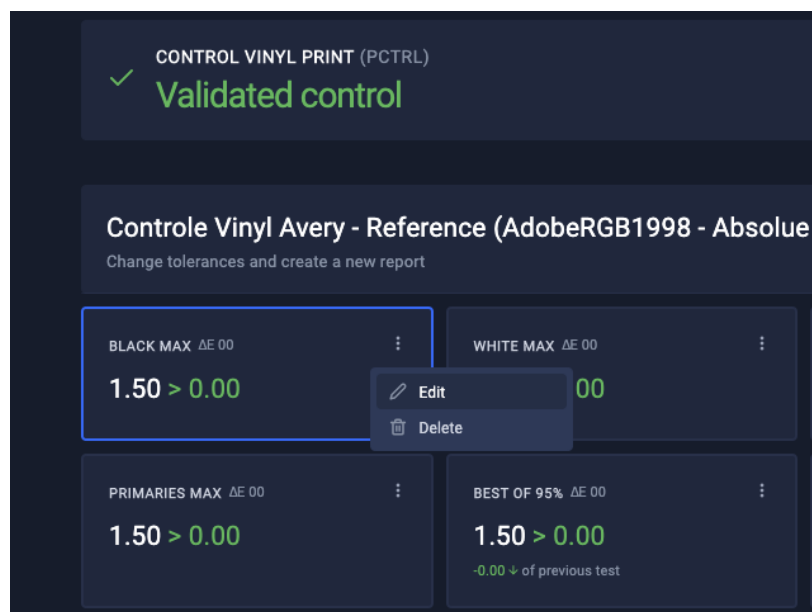 CONTROL VINYL PRINT (PCTRL)
Validated control
Controle Vinyl Avery - Reference (AdobeRGB1998 - Absolue
Change tolerances and create a new report
BLACK MAX ΔE 00
1.50 > 0.00
Edit
Delete
WHITE MAX ΔE 00
00
PRIMARIES MAX ΔE 00
1.50 > 0.00
BEST OF 95% ΔE 00
1.50 > 0.00
-0.00 ↓ of previous test